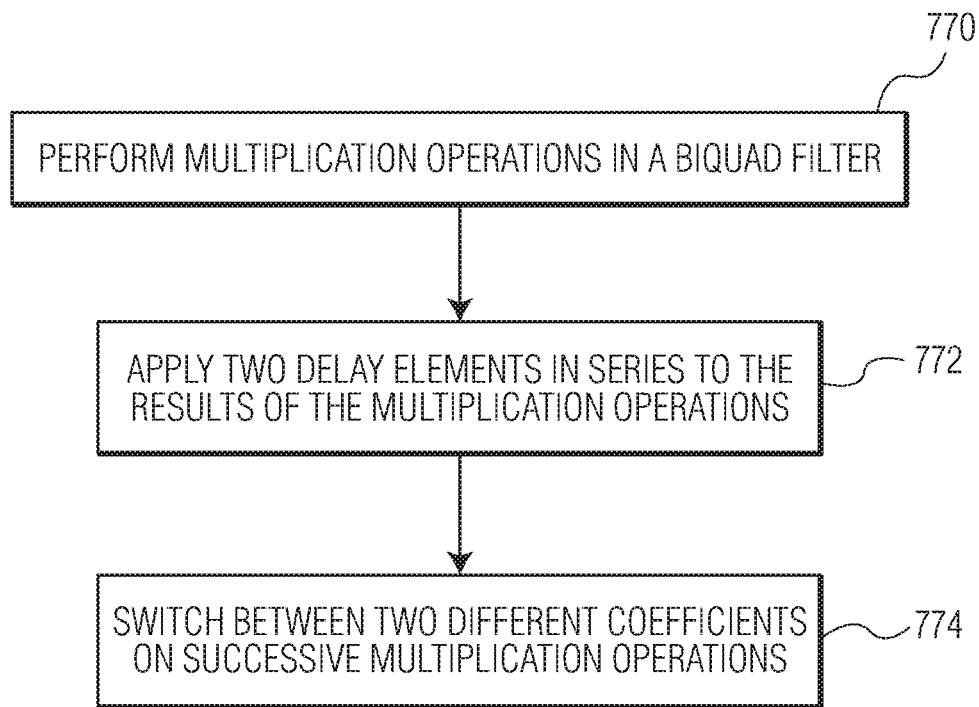 770
PERFORM MULTIPLICATION OPERATIONS IN A BIQUAD FILTER
APPLY TWO DELAY ELEMENTS IN SERIES TO THE
RESULTS OF THE MULTIPLICATION OPERATIONS
772
SWITCH BETWEEN TWO DIFFERENT COEFFICIENTS
ON SUCCESSIVE MULTIPLICATION OPERATIONS
774